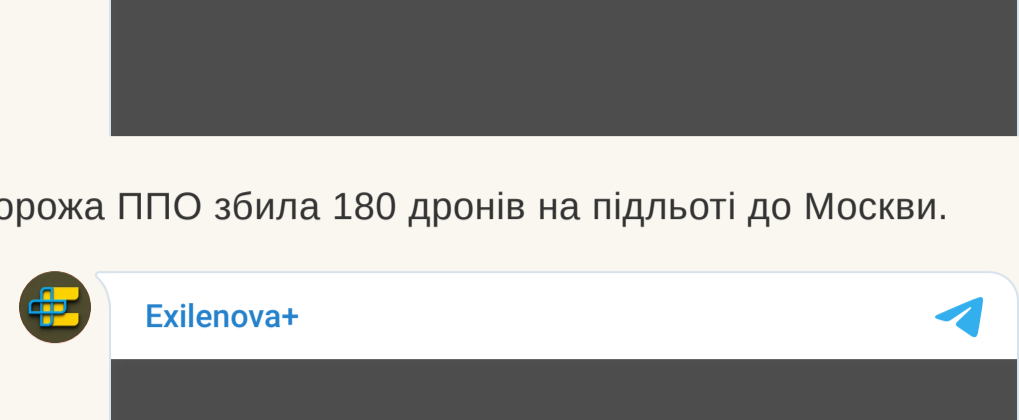 орожа ППО збила 180 дронів на підльоті до Москви.
Exilenova+